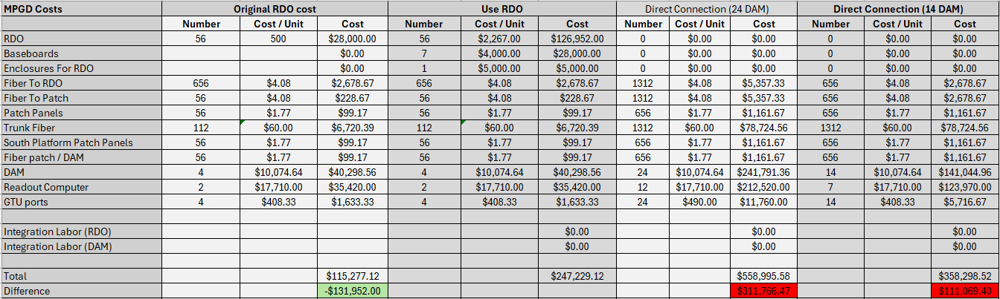 MPGD Costs Original RDO cost Use RDO Direct Connection (24 DAM) Direct Connection (14 DAM)
Number Cost / Unit Cost Number Cost / Unit Cost Number Cost / Unit Cost Number Cost / Unit Cost
RDO 56 500 $28,000.00 56 $2,267.00 $126,952.00 0 $0.00 $0.00 0 $0.00 $0.00
Baseboards $0.00 7 $4,000.00 $28,000.00 0 $0.00 $0.00 0 $0.00 $0.00
Enclosures For RDO $0.00 1 $5,000.00 $5,000.00 0 $0.00 $0.00 0 $0.00 $0.00
Fiber To RDO 656 $4.08 $2,678.67 656 $4.08 $2,678.67 1312 $4.08 $5,357.33 656 $4.08 $2,678.67
Fiber To Patch 56 $4.08 $228.67 56 $4.08 $228.67 1312 $4.08 $5,357.33 656 $4.08 $2,678.67
Patch Panels 56 $1.77 $99.17 56 $1.77 $99.17 656 $1.77 $1,161.67 656 $1.77 $1,161.67
Trunk Fiber 112 $60.00 $6,720.39 112 $60.00 $6,720.39 1312 $60.00 $78,724.56 1312 $60.00 $78,724.56
South Platform Patch Panels 56 $1.77 $99.17 56 $1.77 $99.17 656 $1.77 $1,161.67 656 $1.77 $1,161.67
Fiber patch / DAM 56 $1.77 $99.17 56 $1.77 $99.17 656 $1.77 $1,161.67 656 $1.77 $1,161.67
DAM 4 $10,074.64 $40,298.56 4 $10,074.64 $40,298.56 24 $10,074.64 $241,791.36 14 $10,074.64 $141,044.96
Readout Computer 2 $17,710.00 $35,420.00 2 $17,710.00 $35,420.00 12 $17,710.00 $212,520.00 7 $17,710.00 $123,970.00
GTU ports 4 $408.33 $1,633.33 4 $408.33 $1,633.33 24 $490.00 $11,760.00 14 $408.33 $5,716.67
Integration Labor (RDO) $0.00 $0.00 $0.00
Integration Labor (DAM) $0.00 $0.00 $0.00
Total $115,277.12 $247,229.12 $558,995.58 $358,298.52
Difference -$131,952.00 $311,766.47 $111,069.40